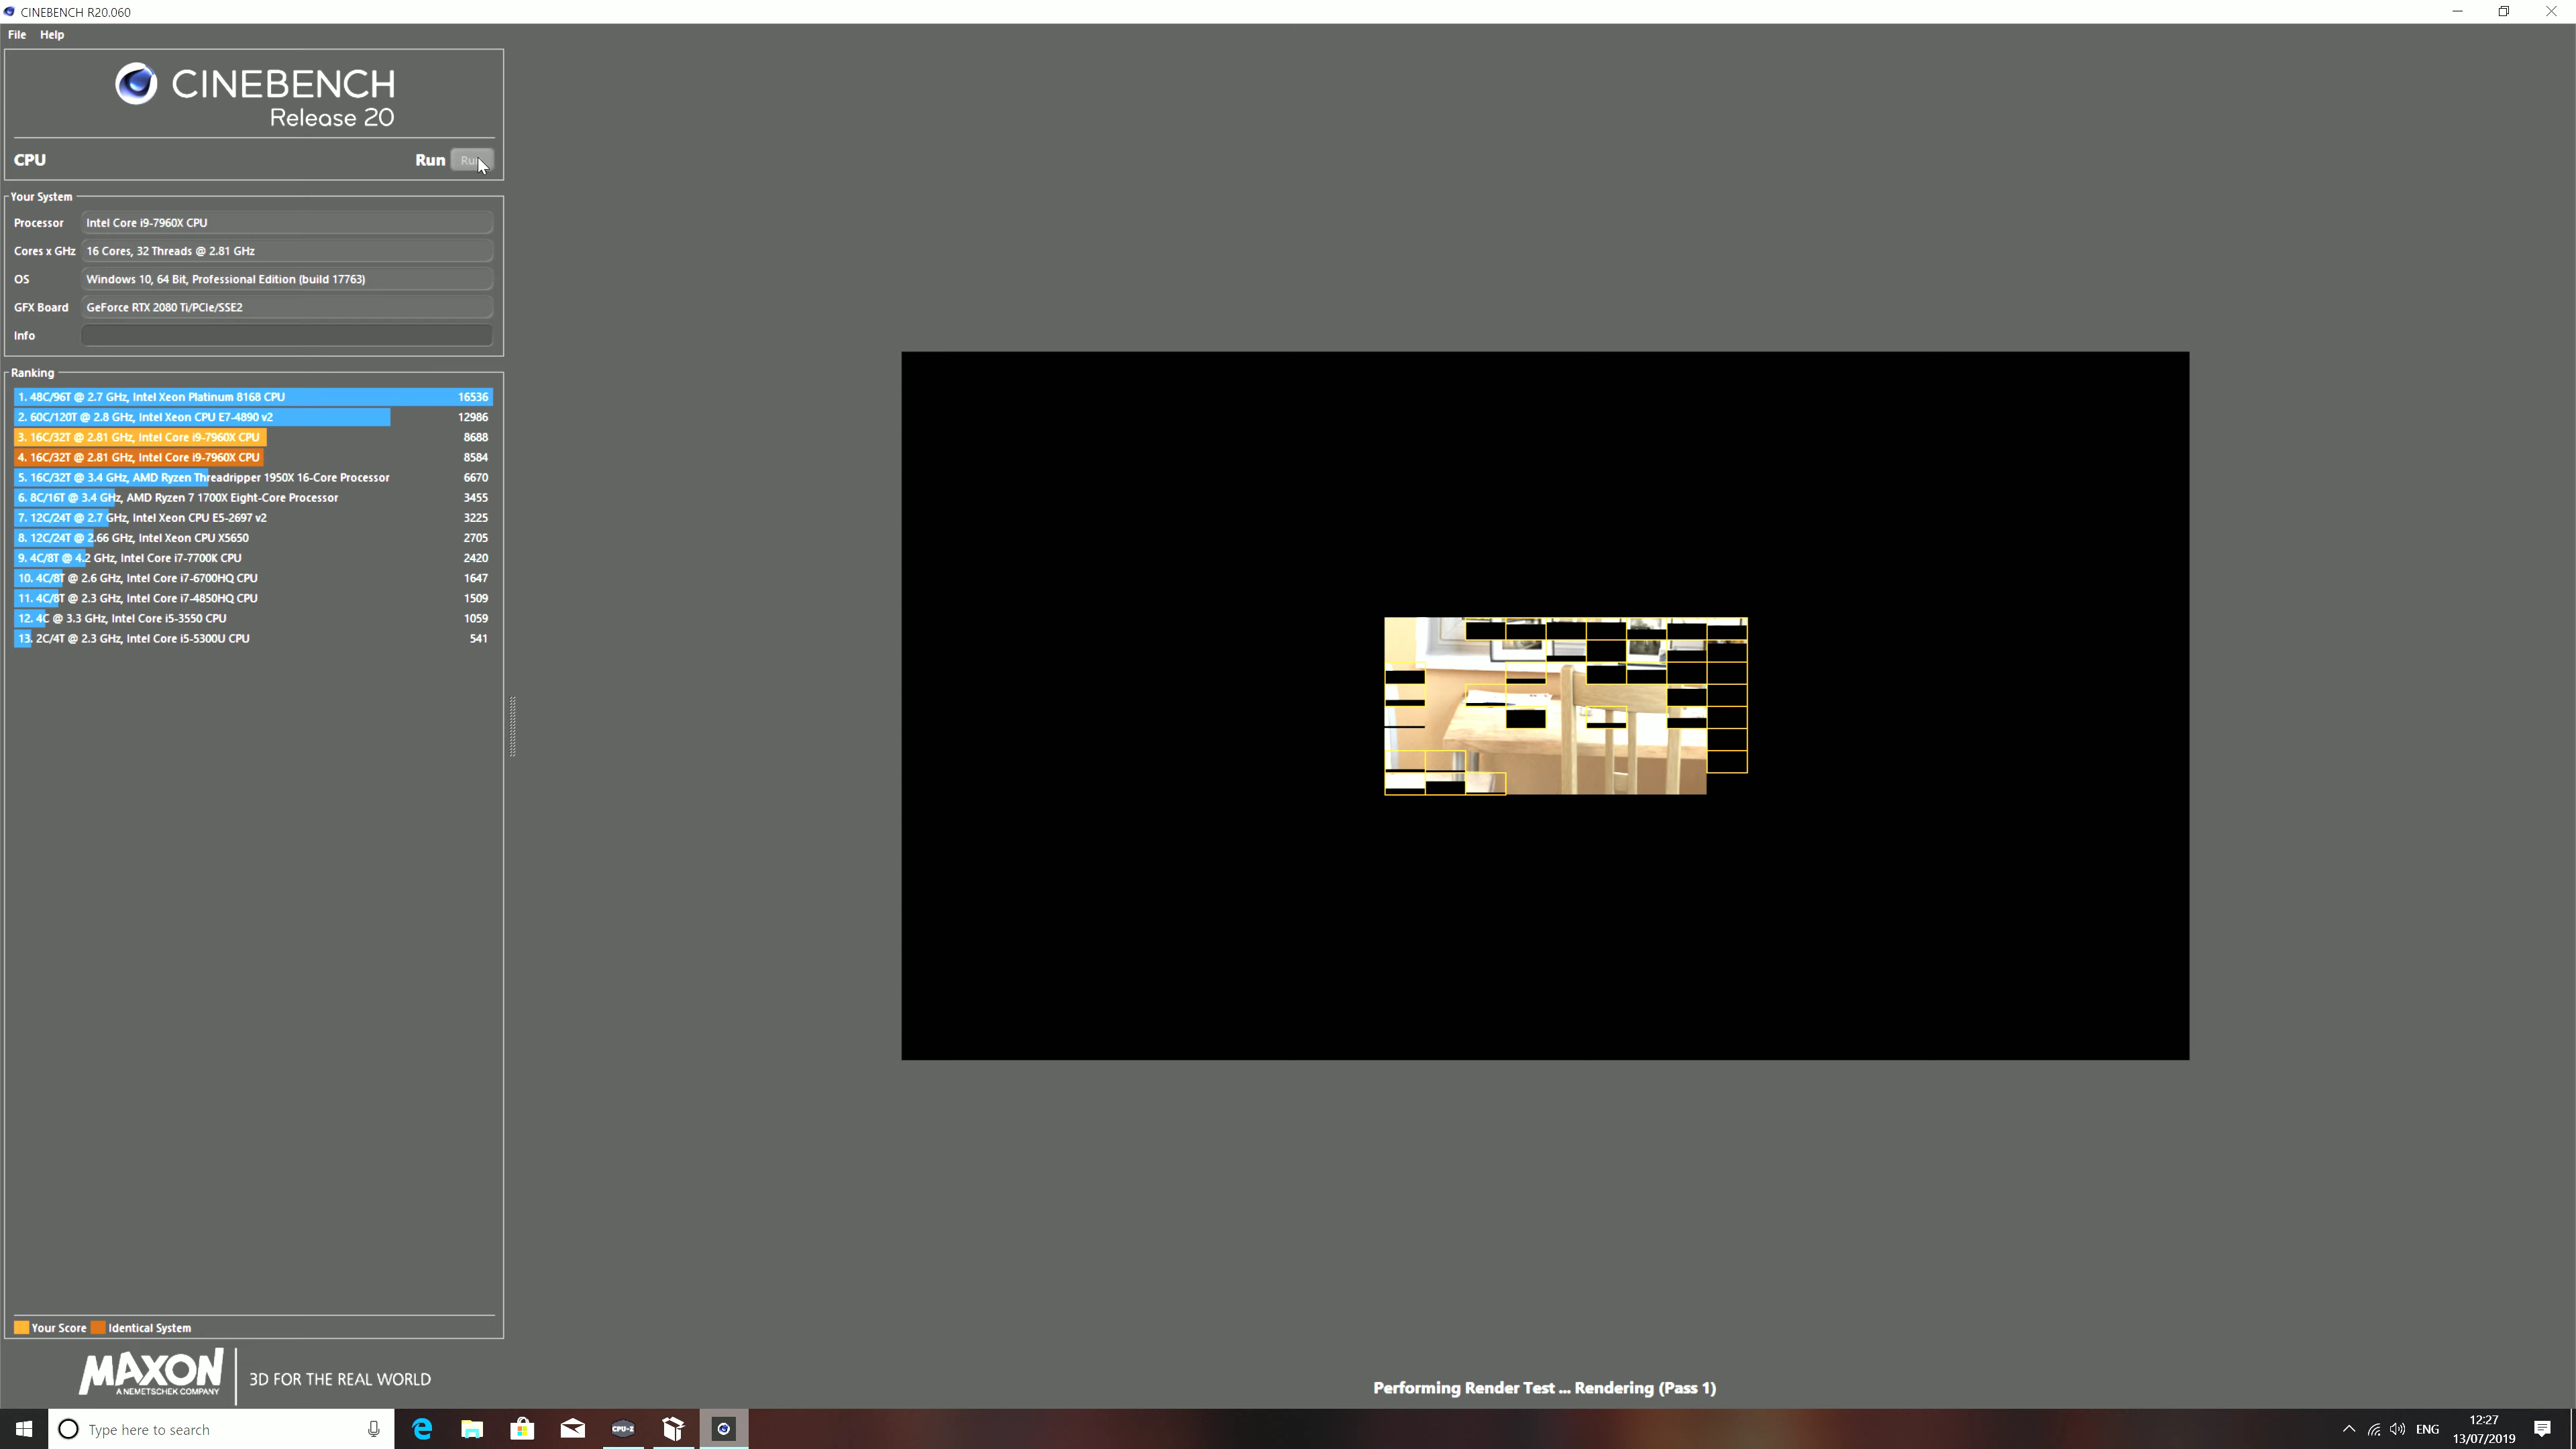 CINEBENCH R20.060
File Help
CINEBENCH
Release 20
CPU Run
Your System
Processor Intel Core i9-7960X CPU
Cores x GHz 16 Cores, 32 Threads @ 2.81 GHz
OS Windows 10, 64 Bit, Professional Edition (build 17763)
GFX Board GeForce RTX 2080 Ti/PCIe/SSE2
Info
Ranking
1. 48C/96T @ 2.7 GHz, Intel Xeon Platinum 8168 CPU 16536
2. 60C/120T @ 2.8 GHz, Intel Xeon CPU E7-4890 v2 12986
3. 16C/32T @ 2.81 GHz, Intel Core i9-7960X CPU 8688
4. 16C/32T @ 2.81 GHz, Intel Core i9-7960X CPU 8584
5. 16C/32T @ 3.4 GHz, AMD Ryzen Threadripper 1950X 16-Core Processor 6670
6. 8C/16T @ 3.4 GHz, AMD Ryzen 7 1700X Eight-Core Processor 3455
7. 12C/24T @ 2.7 GHz, Intel Xeon CPU E5-2697 v2 3225
8. 12C/24T @ 2.66 GHz, Intel Xeon CPU X5650 2705
9. 4C/8T @ 4.2 GHz, Intel Core i7-7700K CPU 2420
10. 4C/8T @ 2.6 GHz, Intel Core i7-6700HQ CPU 1647
11. 4C/8T @ 2.3 GHz, Intel Core i7-4850HQ CPU 1509
12. 4C @ 3.3 GHz, Intel Core i5-3550 CPU 1059
13. 2C/4T @ 2.3 GHz, Intel Core i5-5300U CPU 541
Your Score Identical System
MAXON
A NEMETSCHEK COMPANY
3D FOR THE REAL WORLD
Performing Render Test ... Rendering (Pass 1)
Type here to search
CPU-Z
ENG
12:27
13/07/2019